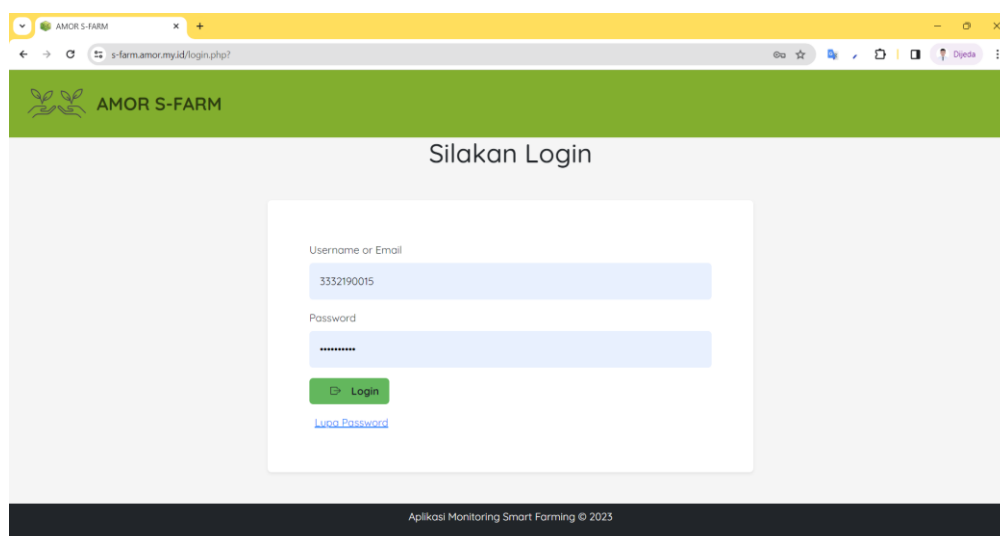 AMOR S-FARM
s-farm.amor.my.id/login.php?
Dijeda
AMOR S-FARM
Silakan Login
Username or Email
3332190015
Password
••••••••••
Login
Lupa Password
Aplikasi Monitoring Smart Farming © 2023